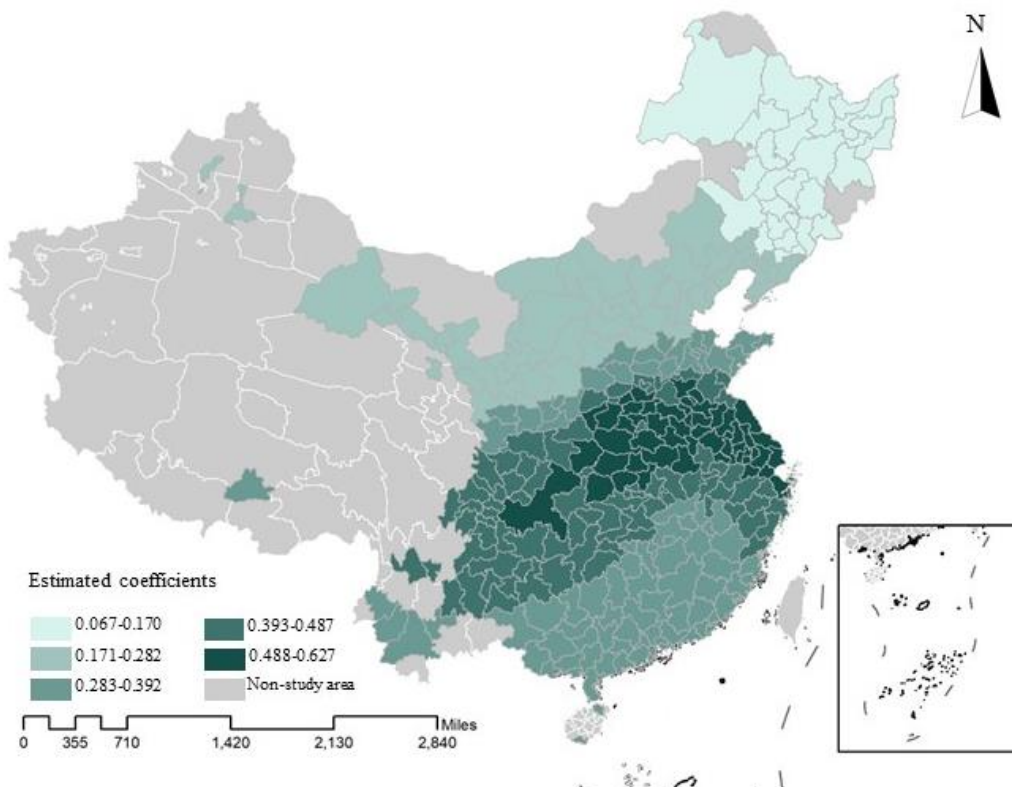 N
Estimated coefficients
0.067-0.170
0.393-0.487
0.171-0.282
0.488-0.627
0.283-0.392
Non-study area
Miles
0 355 710 1,420 2,130 2,840